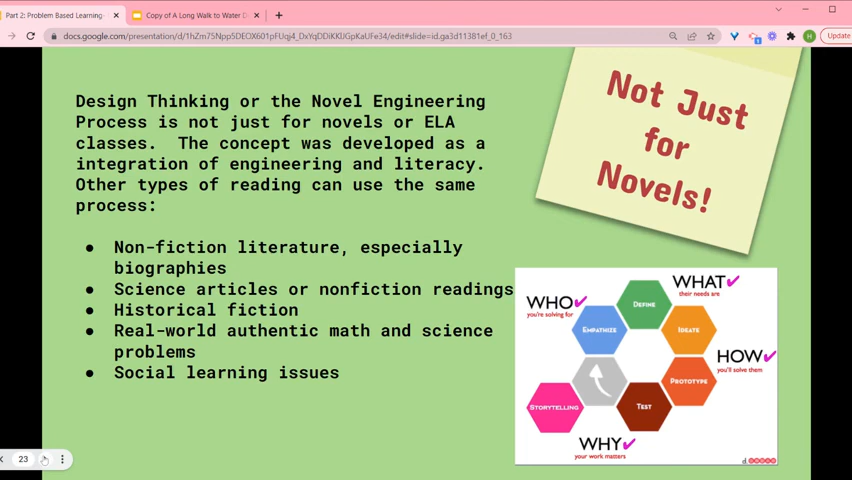 Part 2: Problem Based Learning -
Copy of A Long Walk to Water D
docs.google.com/presentation/d/1hZm75Npp5DEOX601pFUqj4_DxYqDDiKKIJGpKaUFe34/edit#slide=id.ga3d11381ef_0_163
H
Update
Design Thinking or the Novel Engineering
Process is not just for novels or ELA
classes. The concept was developed as a
integration of engineering and literacy.
Other types of reading can use the same
process:
● Non-fiction literature, especially
biographies
● Science articles or nonfiction readings
● Historical fiction
● Real-world authentic math and science
problems
● Social learning issues
Not Just
for
Novels!
WHO✔
you're solving for
WHAT✔
their needs are
HOW✔
you'll solve them
WHY✔
your work matters
EMPATHIZE
DEFINE
IDEATE
PROTOTYPE
TEST
STORYTELLING
23